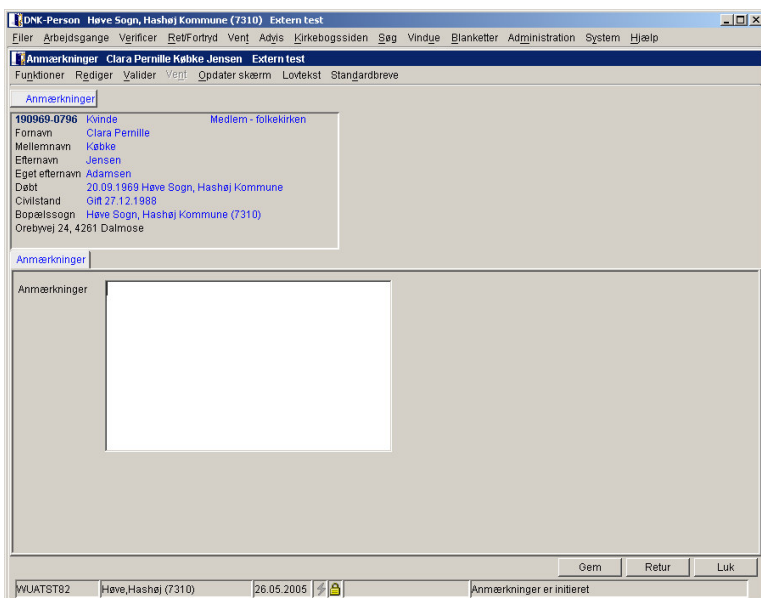 DNK-Person Høve Sogn, Hashøj Kommune (7310) Extern test
Filer Arbejdsgange Verificer Ret/Fortryd Vent Advis Kirkebogssiden Søg Vindue Blanketter Administration System Hjælp
Anmærkninger Clara Pernille Købke Jensen Extern test
Funktioner Rediger Valider Vent Opdater skærm Lovtekst Standardbreve
Anmærkninger
190969-0796 Kvinde Medlem - folkekirken
Fornavn Clara Pernille
Mellemnavn Købke
Efternavn Jensen
Eget efternavn Adamsen
Døbt 20.09.1969 Høve Sogn, Hashøj Kommune
Civilstand Gift 27.12.1988
Bopælssogn Høve Sogn, Hashøj Kommune (7310)
Orebyvej 24, 4261 Dalmose
Anmærkninger
Anmærkninger
Gem Retur Luk
WUATST82 Høve,Hashøj (7310) 26.05.2005 Anmærkninger er initieret